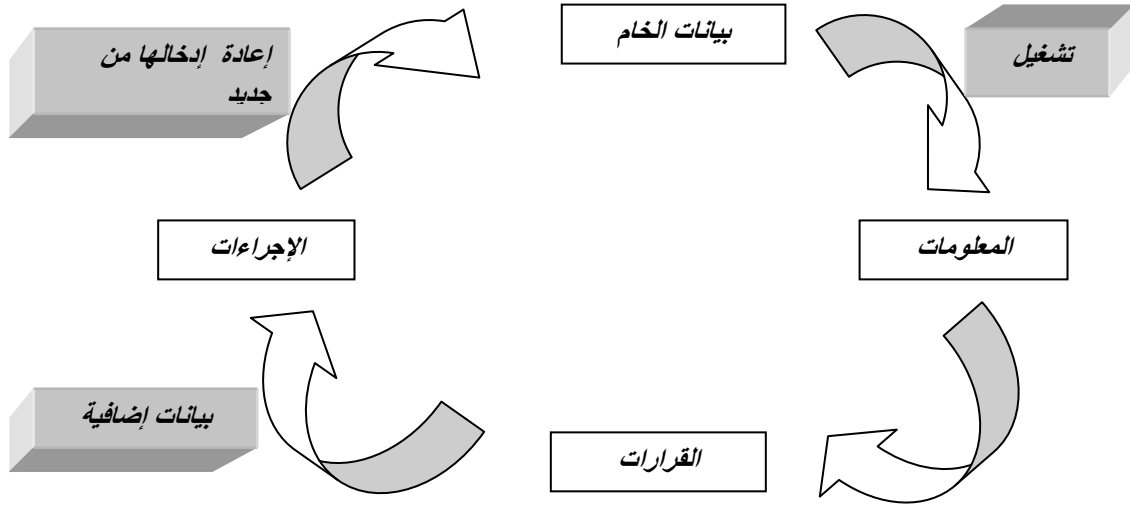 بيانات الخام
تشغيل
إعادة إدخالها من
جديد
المعلومات
الإجراءات
بيانات إضافية
القرارات